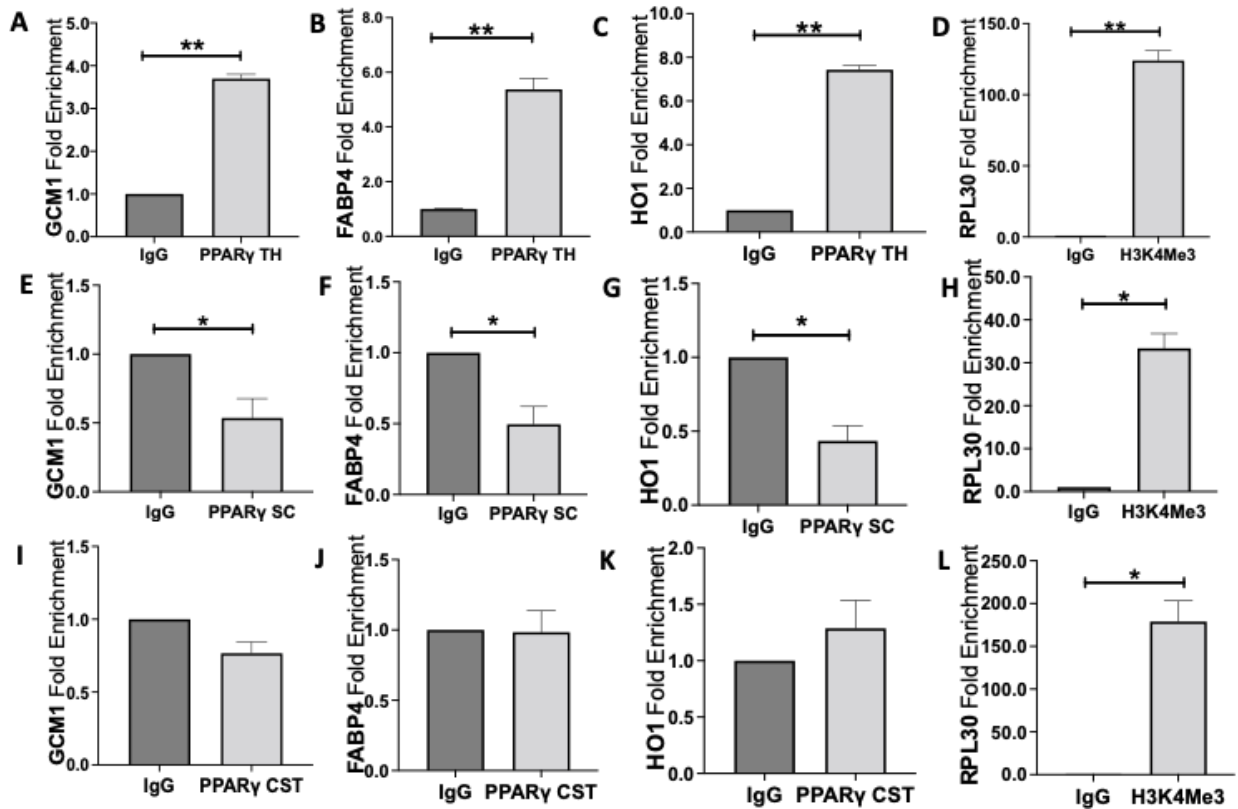 A
GCM1 Fold Enrichment
5.0
4.0
3.0
2.0
1.0
0.0
**
IgG PPARγ TH
B
FABP4 Fold Enrichment
8.0
6.0
4.0
2.0
0.0
**
IgG PPARγ TH
C
HO1 Fold Enrichment
10.0
8.0
6.0
4.0
2.0
0.0
**
IgG PPARγ TH
D
RPL30 Fold Enrichment
150.0
100.0
50.0
0.0
**
IgG H3K4Me3
E
GCM1 Fold Enrichment
1.5
1.0
0.5
0.0
*
IgG PPARγ SC
F
FABP4 Fold Enrichment
1.5
1.0
0.5
0.0
*
IgG PPARγ SC
G
HO1 Fold Enrichment
1.5
1.0
0.5
0.0
*
IgG PPARγ SC
H
RPL30 Fold Enrichment
50.0
40.0
30.0
20.0
10.0
0.0
*
IgG H3K4Me3
I
GCM1 Fold Enrichment
1.5
1.0
0.5
0.0
IgG PPARγ CST
J
FABP4 Fold Enrichment
1.5
1.0
0.5
0.0
IgG PPARγ CST
K
HO1 Fold Enrichment
2.0
1.5
1.0
0.5
0.0
IgG PPARγ CST
L
RPL30 Fold Enrichment
250.0
200.0
150.0
100.0
50.0
0.0
*
IgG H3K4Me3